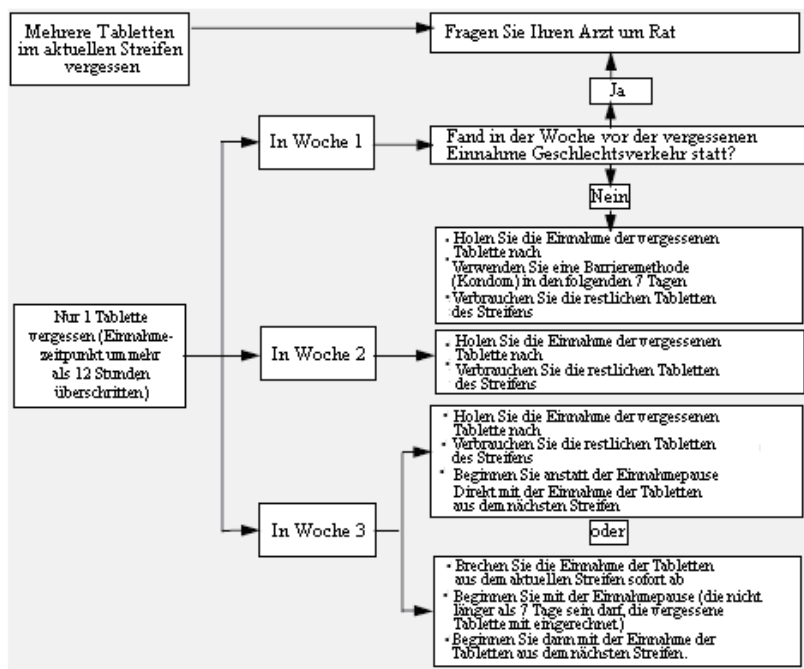 Mehrere Tabletten
im aktuellen Streifen
vergessen
Fragen Sie Ihren Arzt um Rat
Ja
In Woche 1
Fand in der Woche vor der vergessenen
Einnahme Geschlechtsverkehr statt?
Nein
• Holen Sie die Einnahme der vergessenen
Tablette nach
• Verwenden Sie eine Barrieremethode
(Kondom) in den folgenden 7 Tagen
• Verbrauchen Sie die restlichen Tabletten
des Streifens
Nur 1 Tablette
vergessen (Einnahme-
zeitpunkt um mehr
als 12 Stunden
überschritten)
In Woche 2
• Holen Sie die Einnahme der vergessenen
Tablette nach
• Verbrauchen Sie die restlichen Tabletten
des Streifens
In Woche 3
• Holen Sie die Einnahme der vergessenen
Tablette nach
• Verbrauchen Sie die restlichen Tabletten
des Streifens
• Beginnen Sie anstatt der Einnahmepause
Direkt mit der Einnahme der Tabletten
aus dem nächsten Streifen
oder
• Brechen Sie die Einnahme der Tabletten
aus dem aktuellen Streifen sofort ab
• Beginnen Sie mit der Einnahmepause (die nicht
länger als 7 Tage sein darf, die vergessene
Tablette mit eingerechnet)
• Beginnen Sie dann mit der Einnahme der
Tabletten aus dem nächsten Streifen.